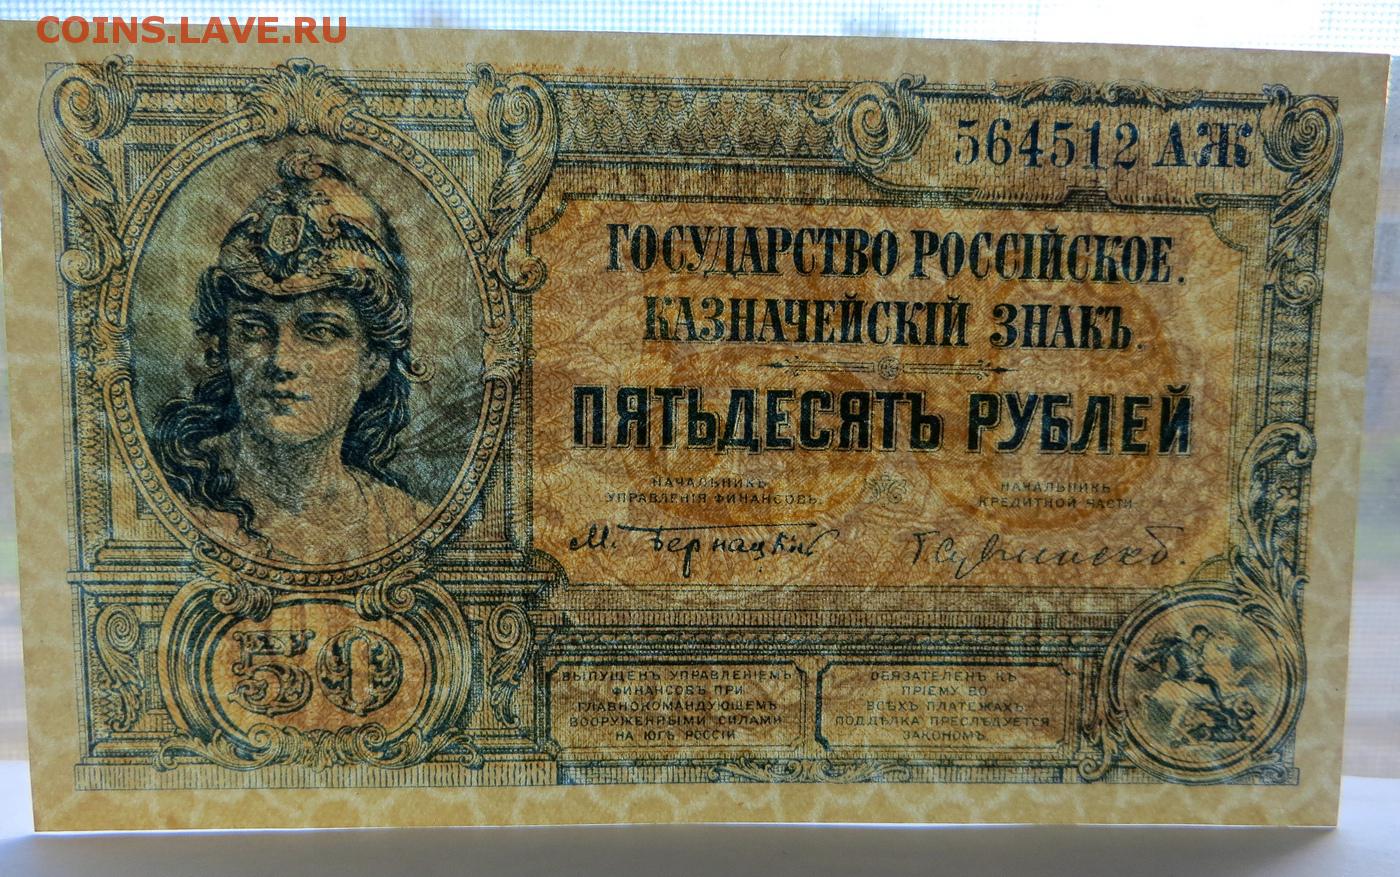 COINS.LAVE.RU
564512 АЖ
ГОСУДАРСТВО РОССІЙСКОЕ.
КАЗНАЧЕЙСКІЙ ЗНАКЪ.
ПЯТЬДЕСЯТЪ РУБЛЕЙ
НАЧАЛЬНИКЪ
УПРАВЛЕНІЯ ФИНАНСОВЪ.
НАЧАЛЬНИКЪ
КРЕДИТНОЙ ЧАСТИ
М. Бернацкій
50
ВЫПУЩЕНЪ УПРАВЛЕНІЕМЪ
ФИНАНСОВЪ ПРИ
ГЛАВНОКОМАНДУЮЩЕМЪ
ВООРУЖЕННЫМИ СИЛАМИ
НА ЮГѢ РОССІИ
ОБЯЗАТЕЛЕНЪ КЪ
ПРІЕМУ ВО
ВСѢХЪ ПЛАТЕЖАХЪ
ПОДДѢЛКА ПРЕСЛѢДУЕТСЯ
ЗАКОНОМЪ.